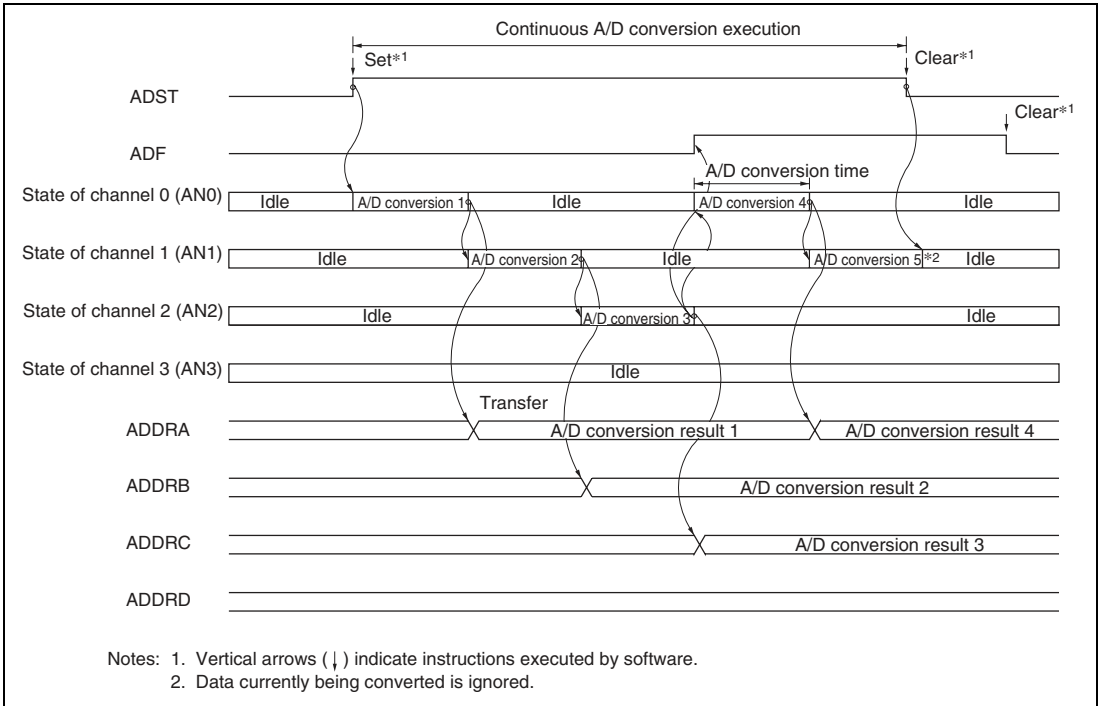 Continuous A/D conversion execution
Set*1
Clear*1
ADST
Clear*1
ADF
A/D conversion time
State of channel 0 (AN0) Idle A/D conversion 1 Idle A/D conversion 4 Idle
State of channel 1 (AN1) Idle A/D conversion 2 Idle A/D conversion 5 *2 Idle
State of channel 2 (AN2) Idle A/D conversion 3 Idle
State of channel 3 (AN3) Idle
Transfer
ADDRA A/D conversion result 1 A/D conversion result 4
ADDRB A/D conversion result 2
ADDRC A/D conversion result 3
ADDRD
Notes: 1. Vertical arrows (↓) indicate instructions executed by software.
2. Data currently being converted is ignored.